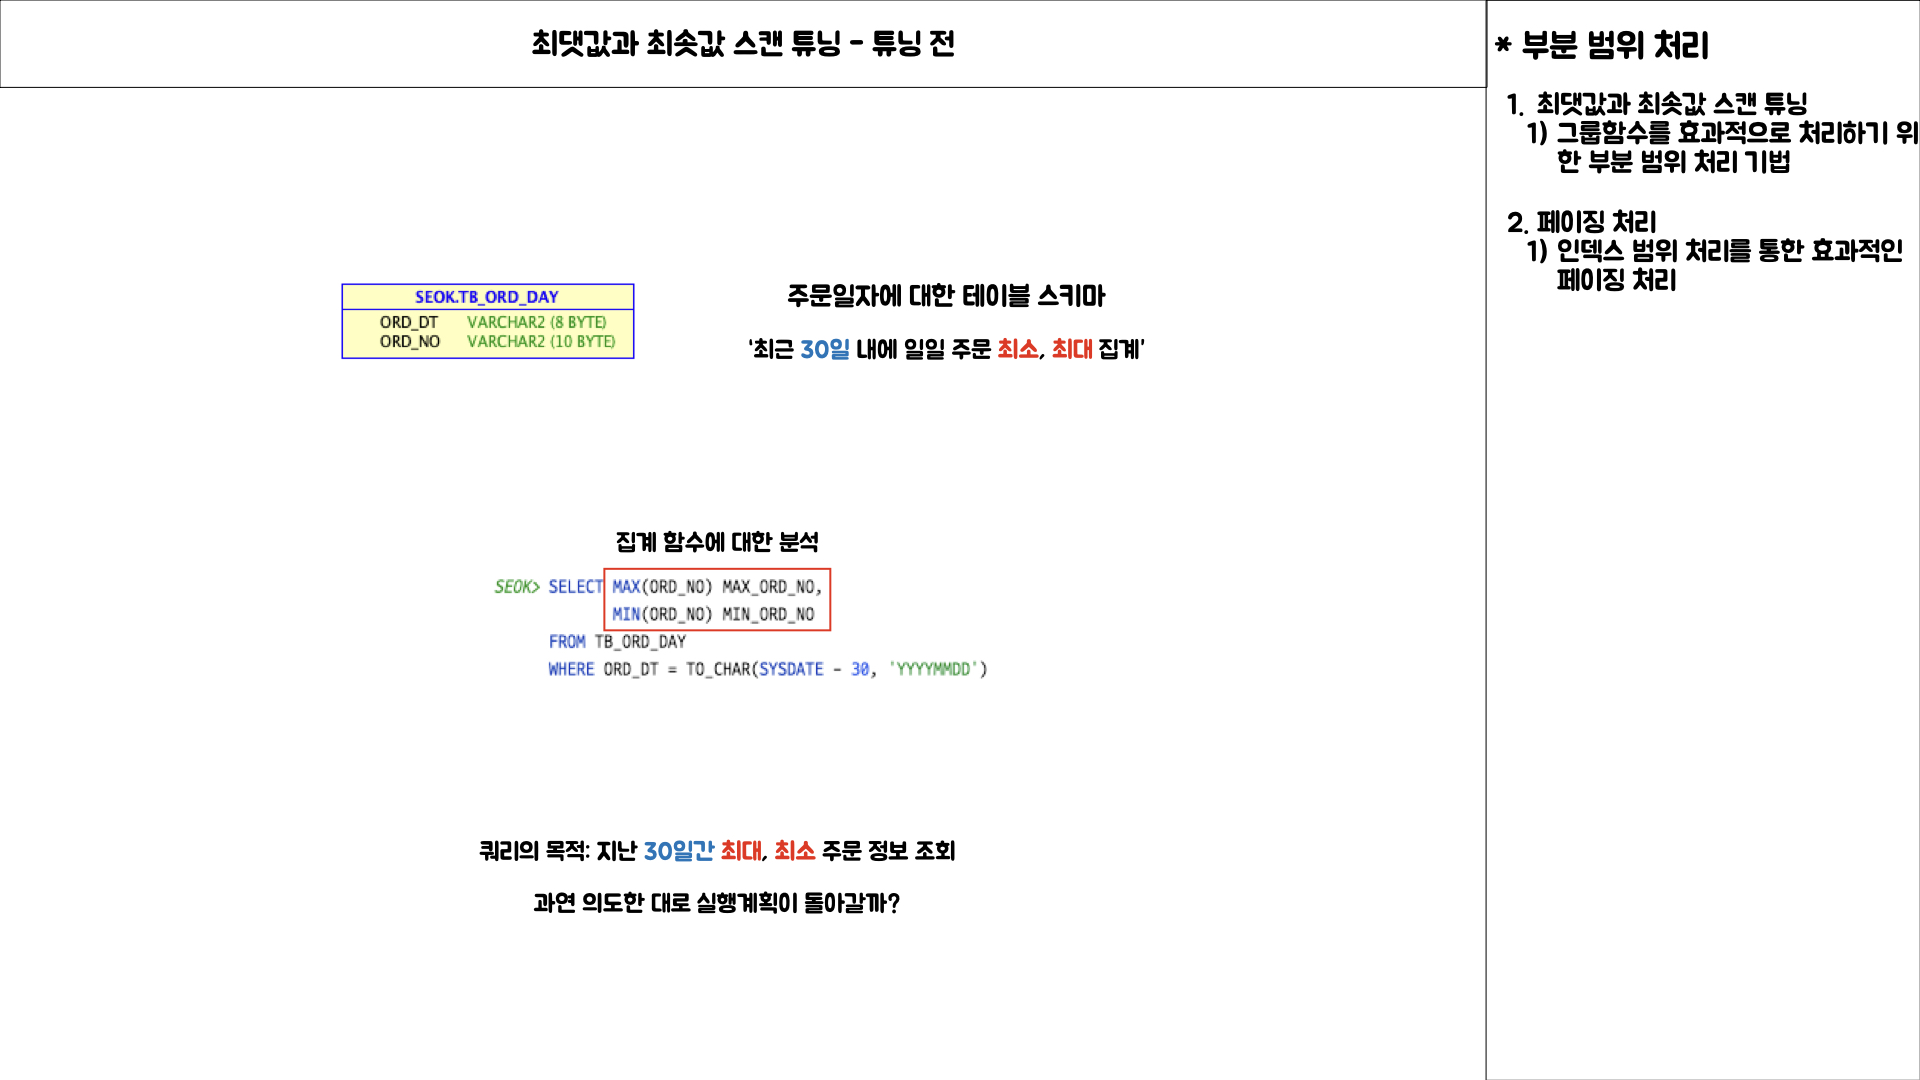 최댓값과 최솟값 스캔 튜닝 - 튜닝 전
SEOK.TB_ORD_DAY
ORD_DT VARCHAR2 (8 BYTE)
ORD_NO VARCHAR2 (10 BYTE)
주문일자에 대한 테이블 스키마
‘최근 30일 내에 일일 주문 최소, 최대 집계’
집계 함수에 대한 분석
SEOK> SELECT MAX(ORD_NO) MAX_ORD_NO,
MIN(ORD_NO) MIN_ORD_NO
FROM TB_ORD_DAY
WHERE ORD_DT = TO_CHAR(SYSDATE - 30, 'YYYYMMDD')
쿼리의 목적: 지난 30일간 최대, 최소 주문 정보 조회
과연 의도한 대로 실행계획이 돌아갈까?
* 부분 범위 처리
1. 최댓값과 최솟값 스캔 튜닝
1) 그룹함수를 효과적으로 처리하기 위
한 부분 범위 처리 기법
2. 페이징 처리
1) 인덱스 범위 처리를 통한 효과적인
페이징 처리